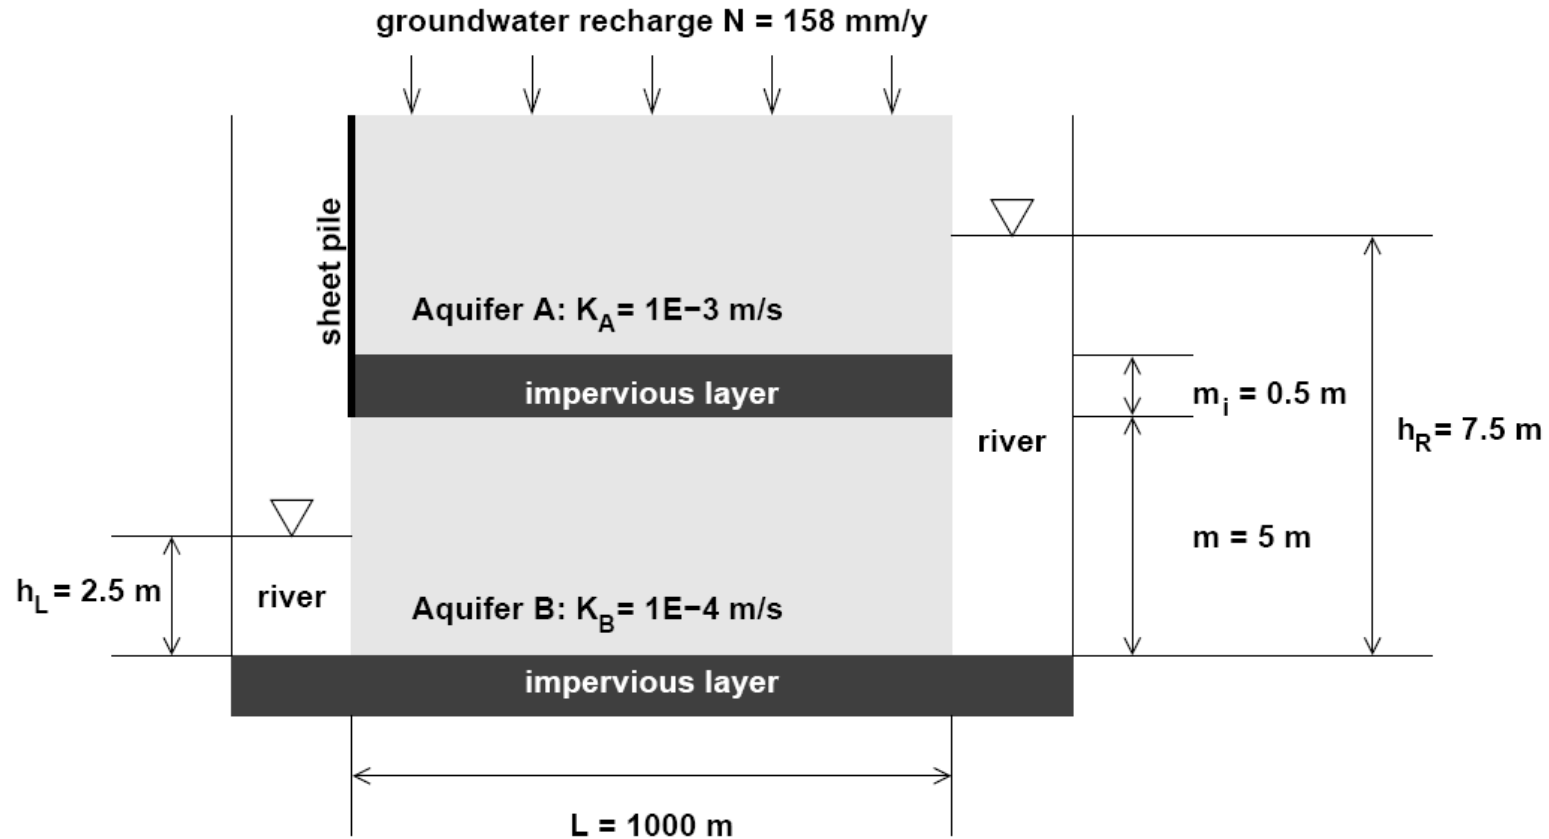 groundwater recharge N = 158 mm/y
sheet pile
Aquifer A: K_A = 1E−3 m/s
impervious layer
m_i = 0.5 m
river
h_R = 7.5 m
m = 5 m
h_L = 2.5 m
river
Aquifer B: K_B = 1E−4 m/s
impervious layer
L = 1000 m